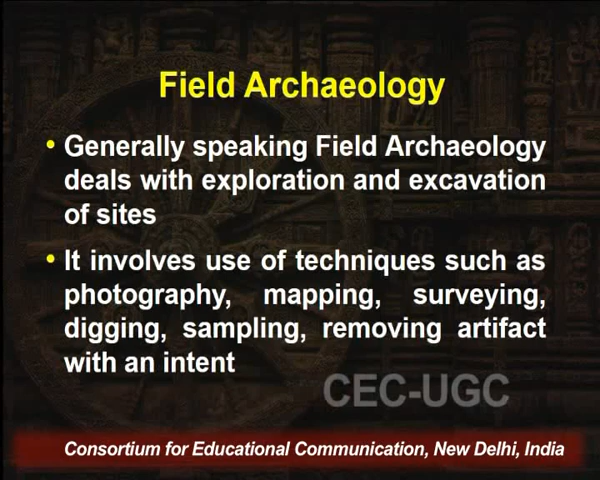 Field Archaeology
• Generally speaking Field Archaeology
deals with exploration and excavation
of sites
• It involves use of techniques such as
photography, mapping, surveying,
digging, sampling, removing artifact
with an intent
CEC-UGC
Consortium for Educational Communication, New Delhi, India